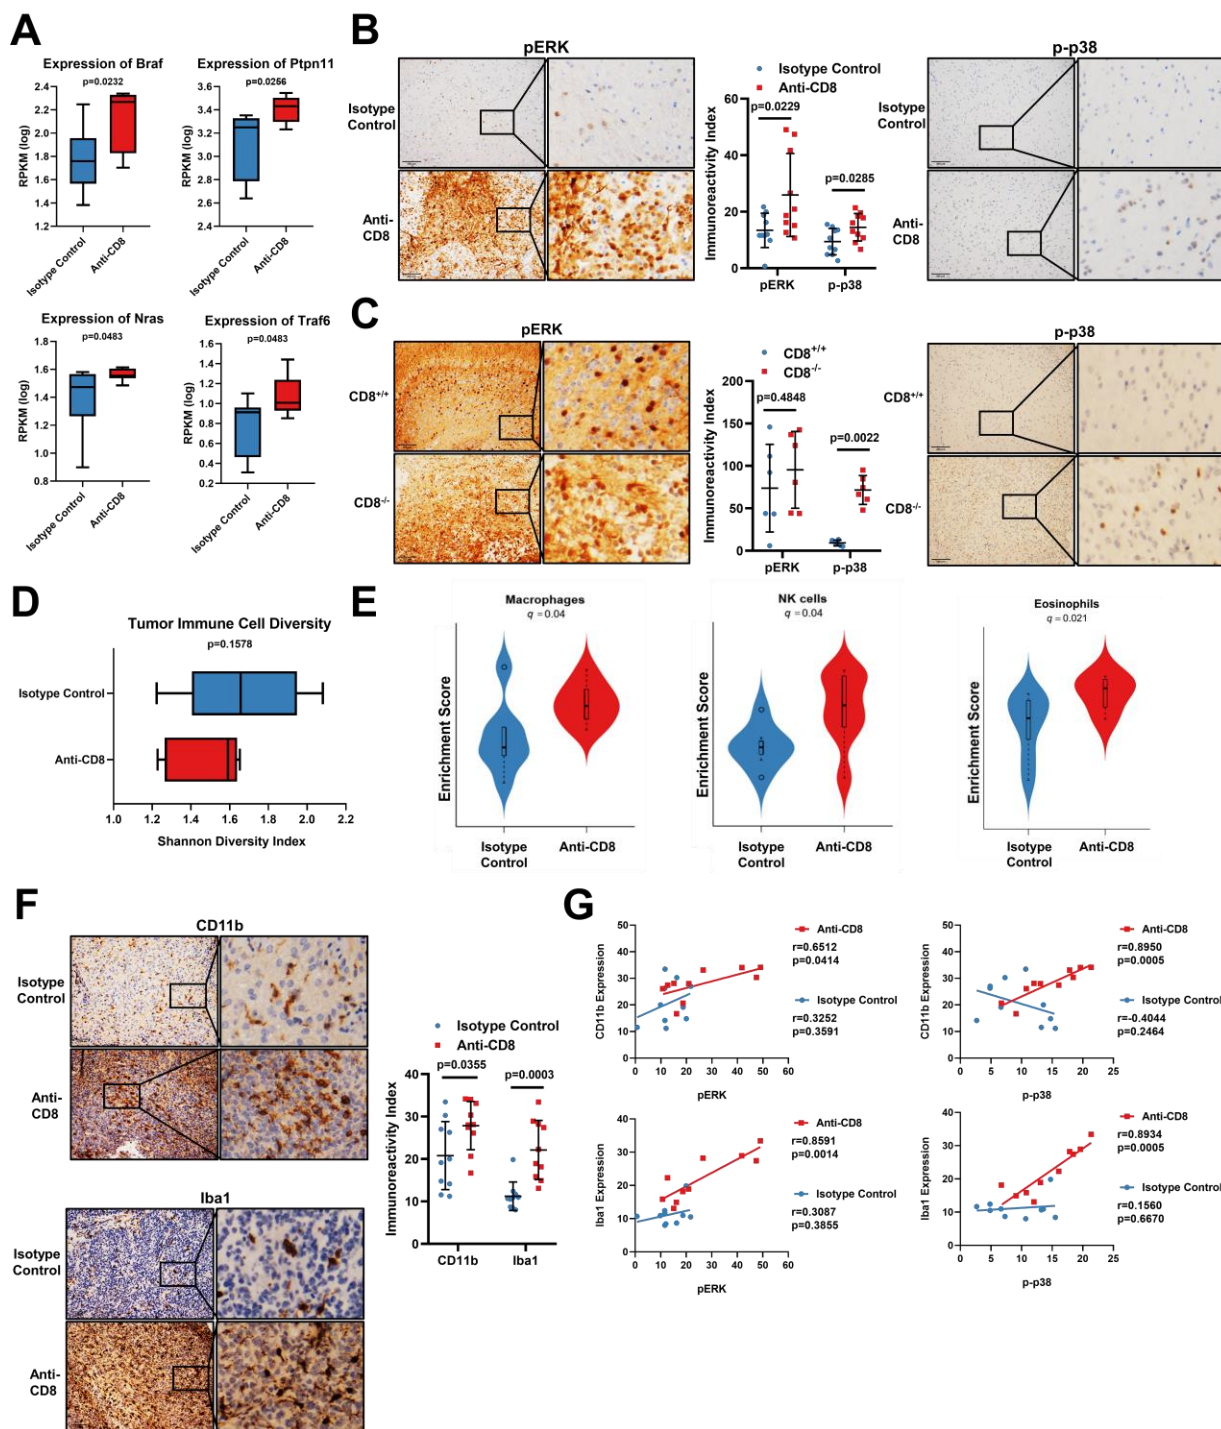 A
Expression of Braf
p=0.0232
RPKM (log)
2.4
2.2
2.0
1.8
1.6
1.4
1.2
Isotype Control
Anti-CD8
Expression of Ptpn11
p=0.0256
RPKM (log)
3.6
3.4
3.2
3.0
2.8
2.6
2.4
Isotype Control
Anti-CD8
Expression of Nras
p=0.0483
RPKM (log)
1.6
1.4
1.2
1.0
0.8
Isotype Control
Anti-CD8
Expression of Traf6
p=0.0483
RPKM (log)
1.6
1.4
1.2
1.0
0.8
0.6
0.4
0.2
Isotype Control
Anti-CD8
B
pERK
Isotype
Control
Anti-
CD8
Isotype Control
Anti-CD8
Immunoreactivity Index
60
40
20
0
p=0.0229
p=0.0285
pERK
p-p38
p-p38
Isotype
Control
Anti-
CD8
C
pERK
CD8+/+
CD8-/-
CD8+/+
CD8-/-
Immunoreactivity Index
200
150
100
50
0
p=0.4848
p=0.0022
pERK
p-p38
p-p38
CD8+/+
CD8-/-
D
Tumor Immune Cell Diversity
p=0.1578
Isotype Control
Anti-CD8
1.0
1.2
1.4
1.6
1.8
2.0
2.2
Shannon Diversity Index
E
Macrophages
q = 0.04
Enrichment Score
Isotype
Control
Anti-CD8
NK cells
q = 0.04
Enrichment Score
Isotype
Control
Anti-CD8
Eosinophils
q = 0.021
Enrichment Score
Isotype
Control
Anti-CD8
F
CD11b
Isotype
Control
Anti-
CD8
Iba1
Isotype
Control
Anti-
CD8
Isotype Control
Anti-CD8
Immunoreactivity Index
40
30
20
10
0
p=0.0355
p=0.0003
CD11b
Iba1
G
CD11b Expression
50
40
30
20
10
0
0
10
20
30
40
50
60
pERK
Anti-CD8
r=0.6512
p=0.0414
Isotype Control
r=0.3252
p=0.3591
CD11b Expression
50
40
30
20
10
0
0
5
10
15
20
25
p-p38
Anti-CD8
r=0.8950
p=0.0005
Isotype Control
r=-0.4044
p=0.2464
Iba1 Expression
40
30
20
10
0
0
10
20
30
40
50
60
pERK
Anti-CD8
r=0.8591
p=0.0014
Isotype Control
r=0.3087
p=0.3855
Iba1 Expression
40
30
20
10
0
0
5
10
15
20
25
p-p38
Anti-CD8
r=0.8934
p=0.0005
Isotype Control
r=0.1560
p=0.6670